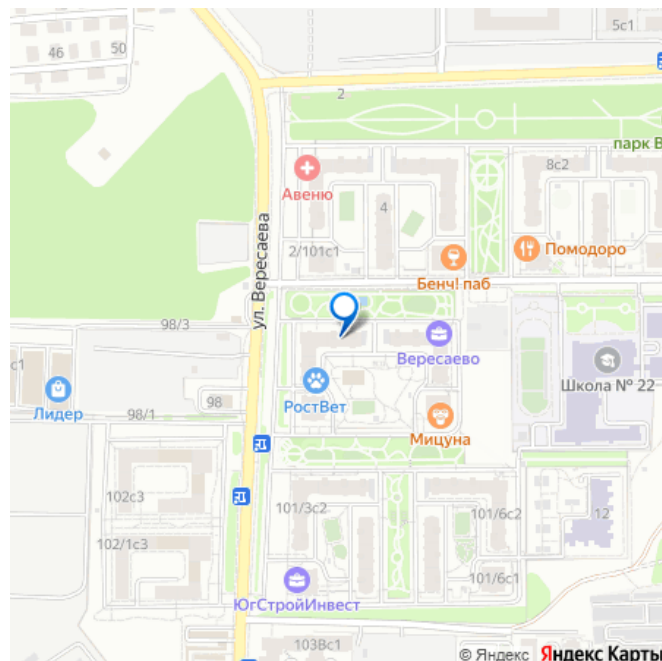 46
50
5с1
2
парк В
Авеню
8с2
4
ул. Вересаева
2/101с1
Помодоро
Бенч! паб
98/3
Вересаево
с1
Школа № 22
Лидер
98/1
98
РостВет
Мицуна
102с3
101/3с2
101/6с2
12
102/1с3
101/6с1
ЮгСтройИнвест
103Вс1
© Яндекс Яндекс Карты